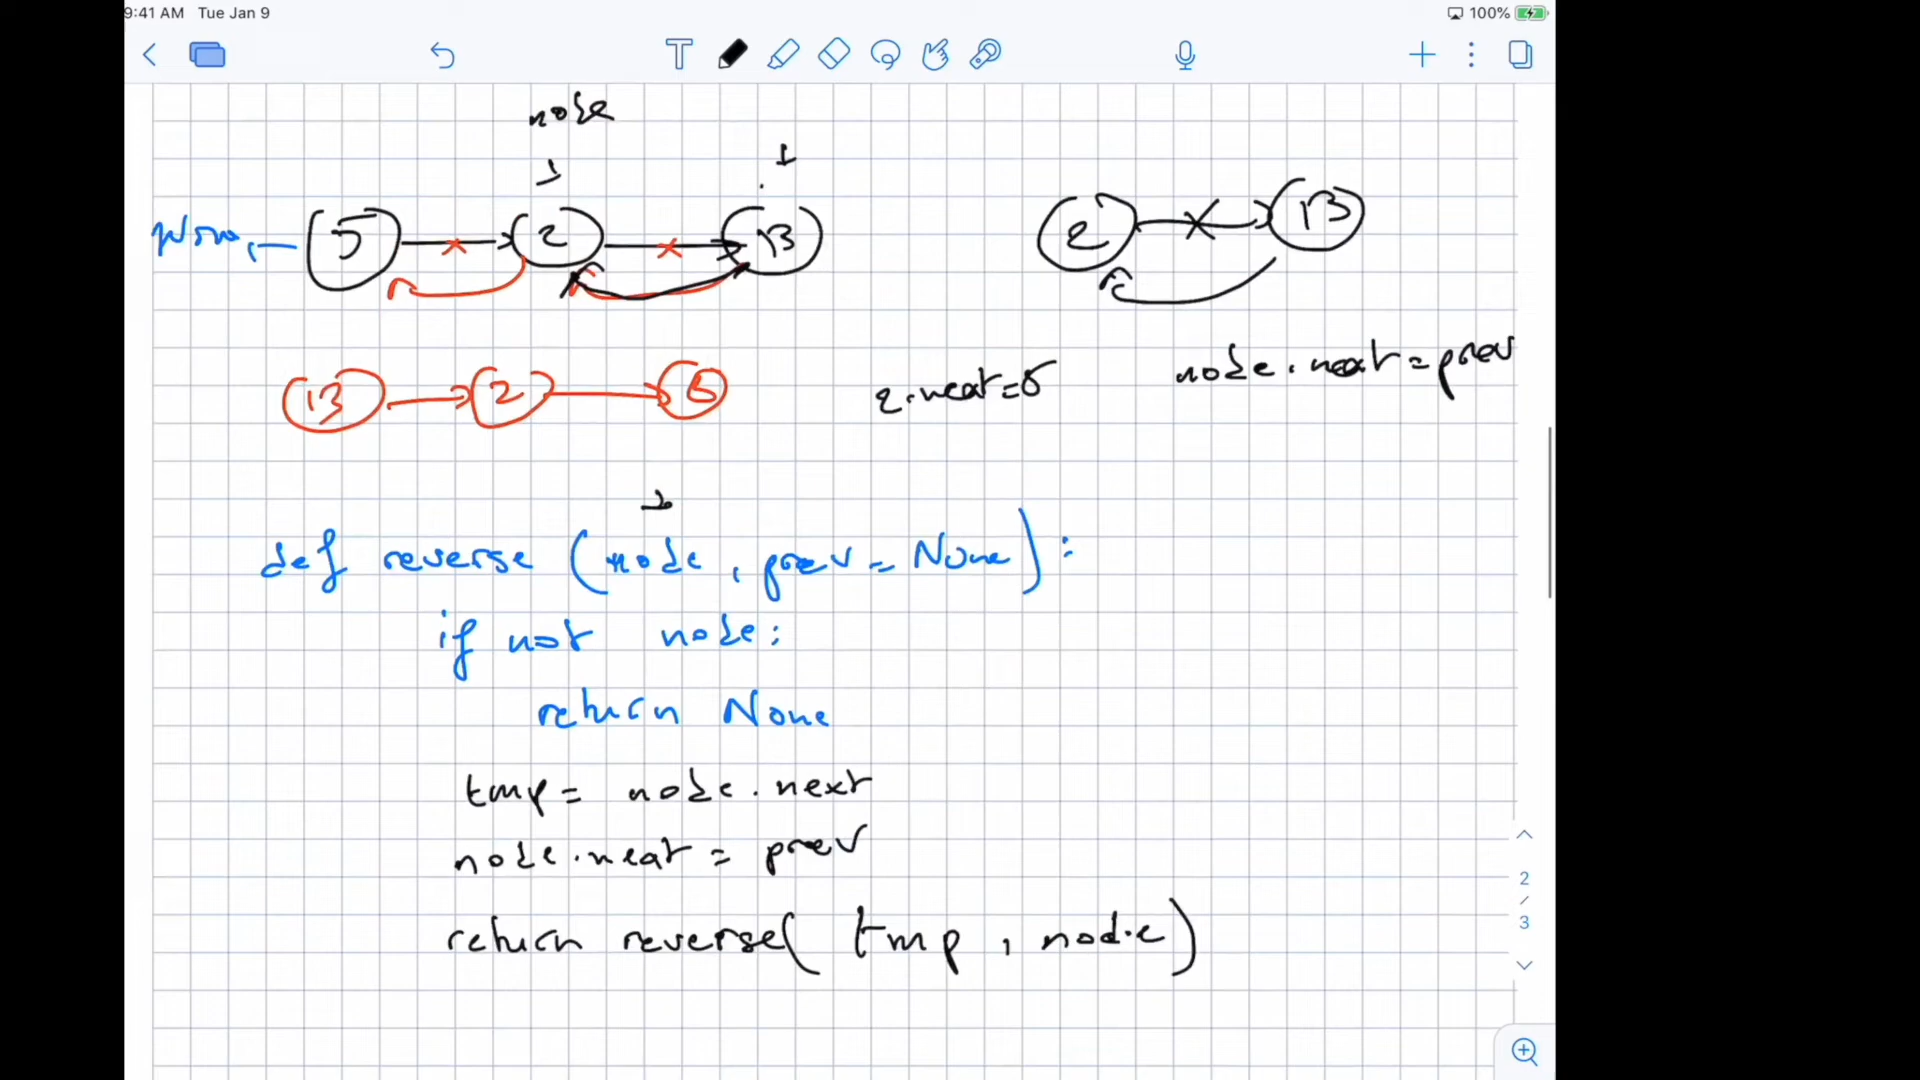 9:41 AM Tue Jan 9
100%
node
None
5
2
13
2
13
13
2
5
2.next=5
node.next=prev
def reverse (node, prev=None):
if not node:
return None
tmp= node.next
node.next = prev
return reverse( tmp , node)
2
3